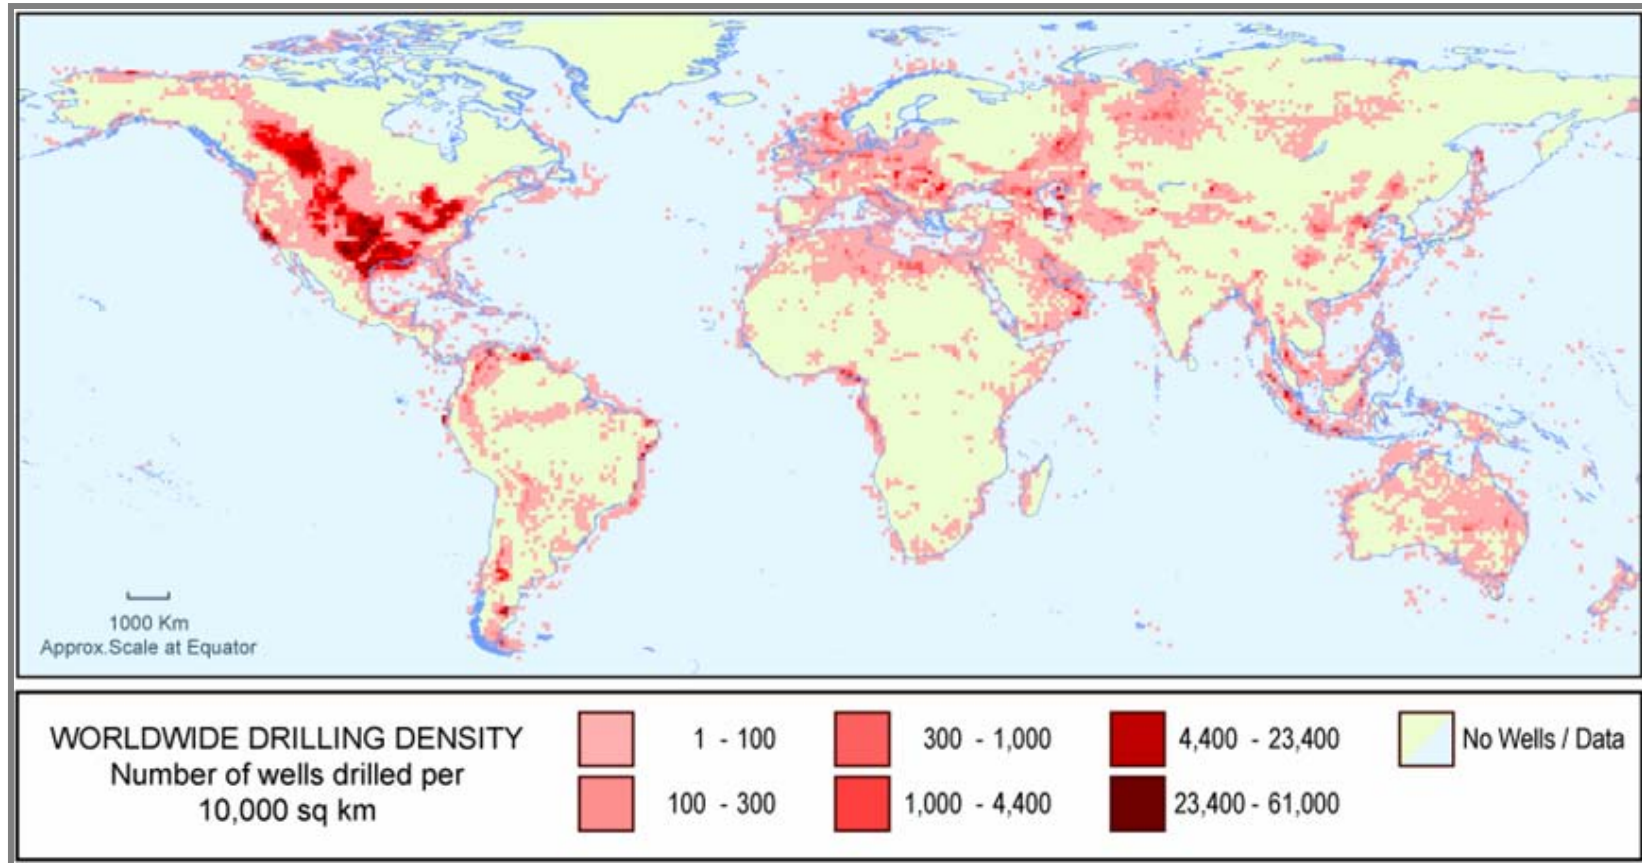 1000 Km
Approx.Scale at Equator
WORLDWIDE DRILLING DENSITY
Number of wells drilled per
10,000 sq km
1 - 100
100 - 300
300 - 1,000
1,000 - 4,400
4,400 - 23,400
23,400 - 61,000
No Wells / Data